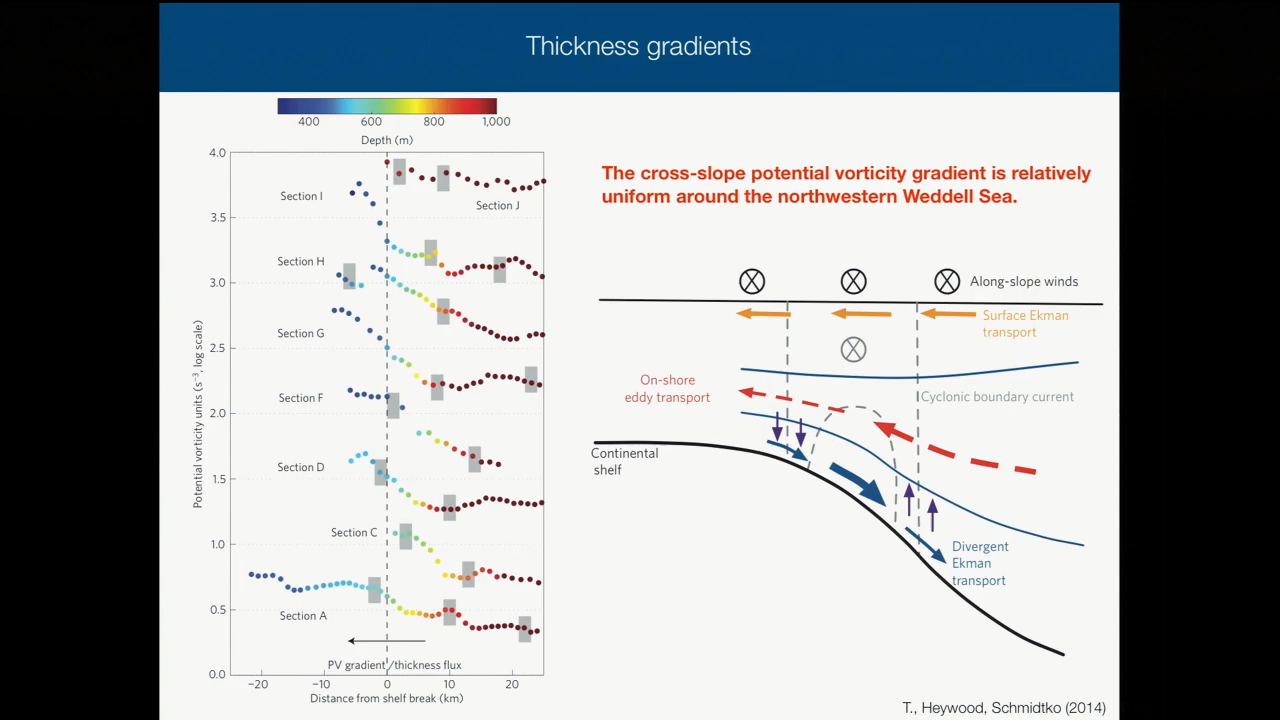 Thickness gradients
400 600 800 1,000
Depth (m)
The cross-slope potential vorticity gradient is relatively
uniform around the northwestern Weddell Sea.
Potential vorticity units (s⁻³, log scale)
4.0
3.5
3.0
2.5
2.0
1.5
1.0
0.5
0.0
Section I
Section J
Section H
Section G
Section F
Section D
Section C
Section A
PV gradient/thickness flux
−20 −10 0 10 20
Distance from shelf break (km)
Along-slope winds
Surface Ekman
transport
On-shore
eddy transport
Cyclonic boundary current
Continental
shelf
Divergent
Ekman
transport
T., Heywood, Schmidtko (2014)